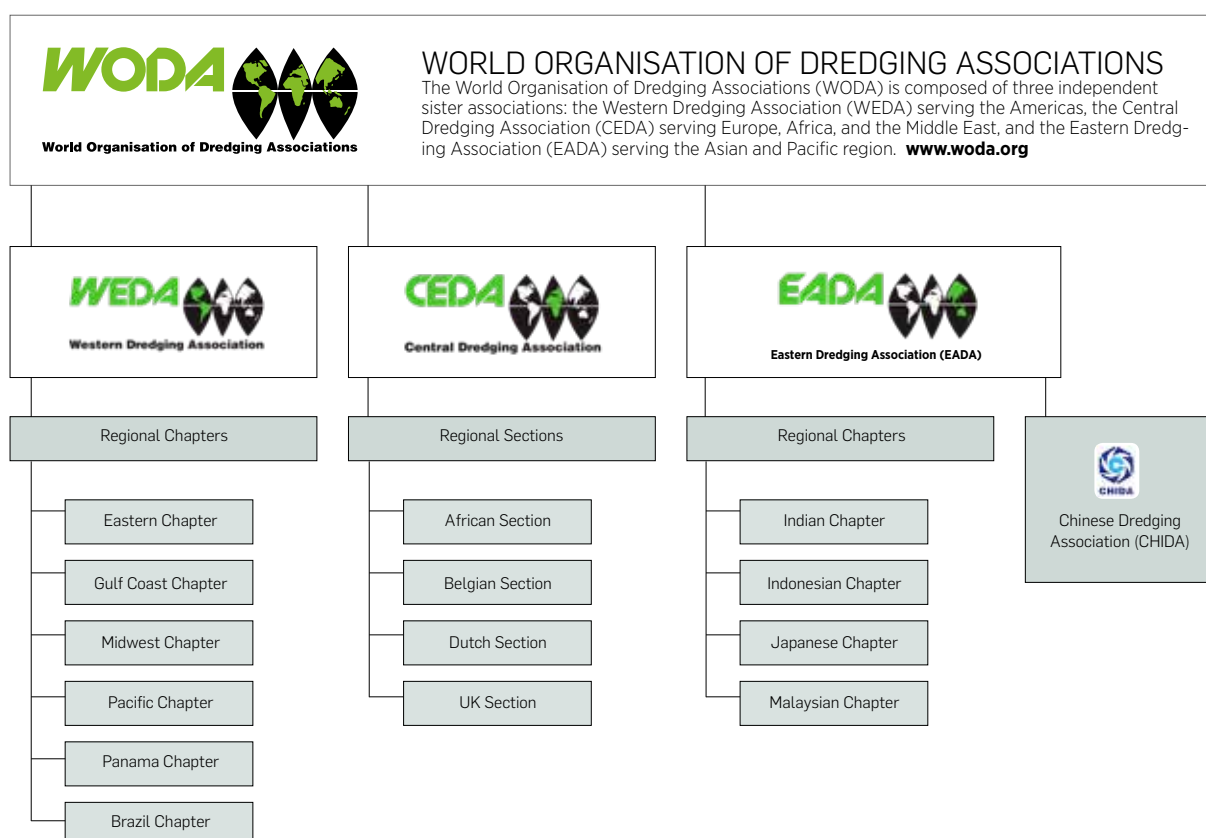 WODA
World Organisation of Dredging Associations
WORLD ORGANISATION OF DREDGING ASSOCIATIONS
The World Organisation of Dredging Associations (WODA) is composed of three independent
sister associations: the Western Dredging Association (WEDA) serving the Americas, the Central
Dredging Association (CEDA) serving Europe, Africa, and the Middle East, and the Eastern Dredg-
ing Association (EADA) serving the Asian and Pacific region. www.woda.org
WEDA
Western Dredging Association
CEDA
Central Dredging Association
EADA
Eastern Dredging Association (EADA)
Regional Chapters
Eastern Chapter
Gulf Coast Chapter
Midwest Chapter
Pacific Chapter
Panama Chapter
Brazil Chapter
Regional Sections
African Section
Belgian Section
Dutch Section
UK Section
Regional Chapters
Indian Chapter
Indonesian Chapter
Japanese Chapter
Malaysian Chapter
CHIDA
Chinese Dredging
Association (CHIDA)